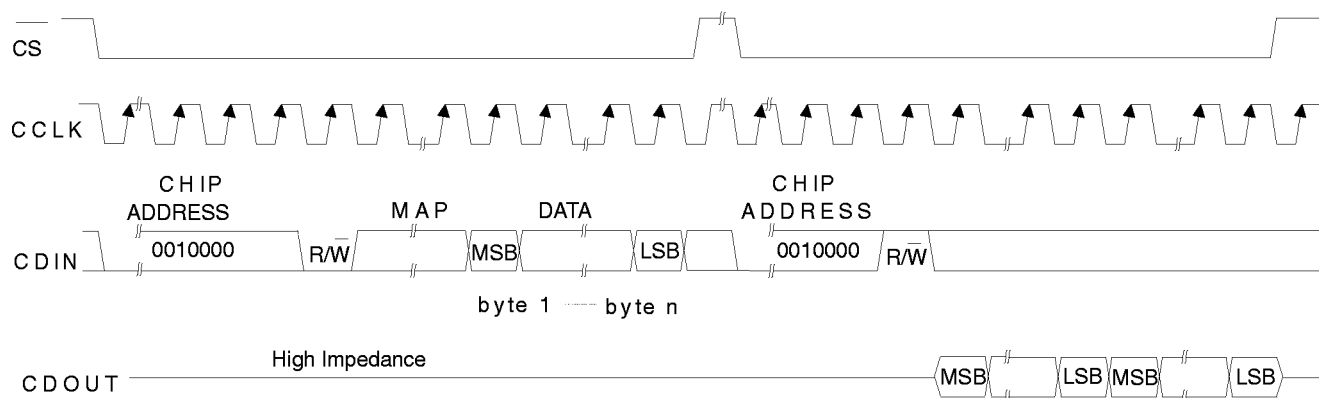 CS
CCLK
CHIP
ADDRESS
MAP
DATA
CHIP
ADDRESS
CDIN
0010000
R/W
MSB
LSB
0010000
R/W
byte 1
byte n
High Impedance
CDOUT
MSB
LSB
MSB
LSB